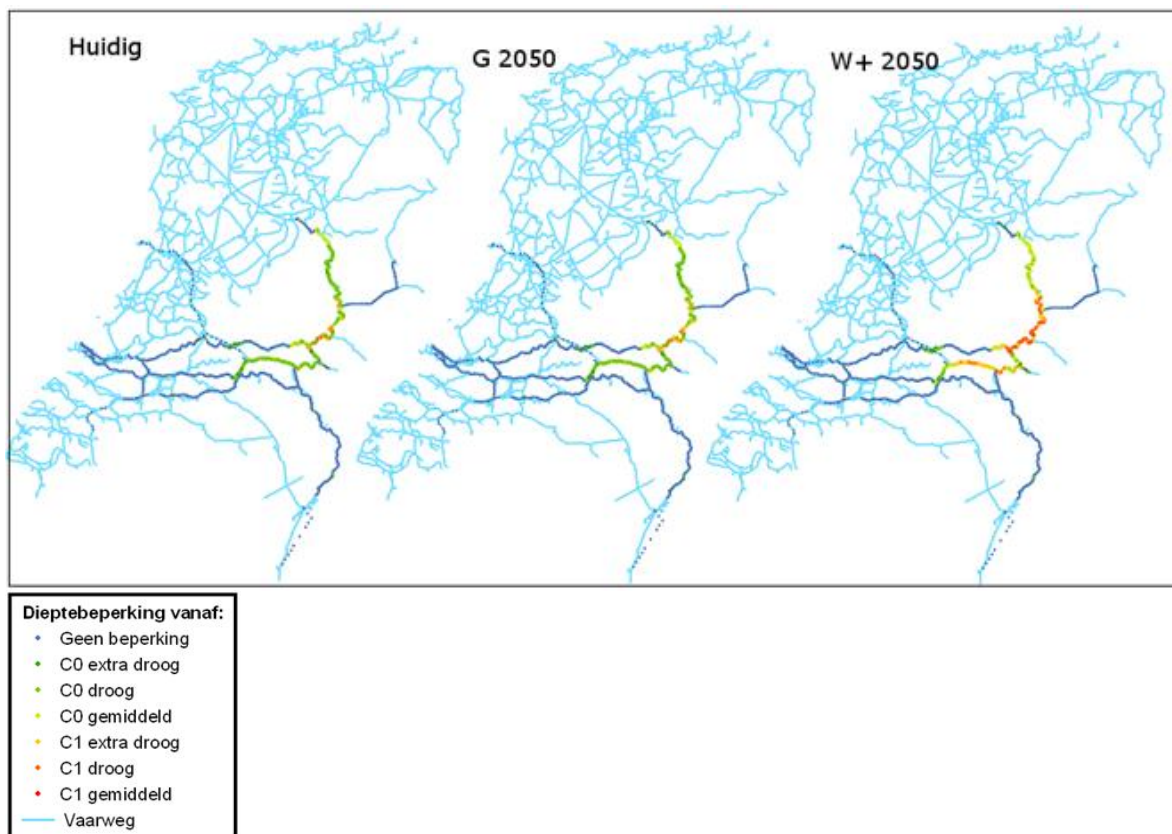 Huidig
G 2050
W+ 2050
Dieptebeperking vanaf:
Geen beperking
C0 extra droog
C0 droog
C0 gemiddeld
C1 extra droog
C1 droog
C1 gemiddeld
Vaarweg